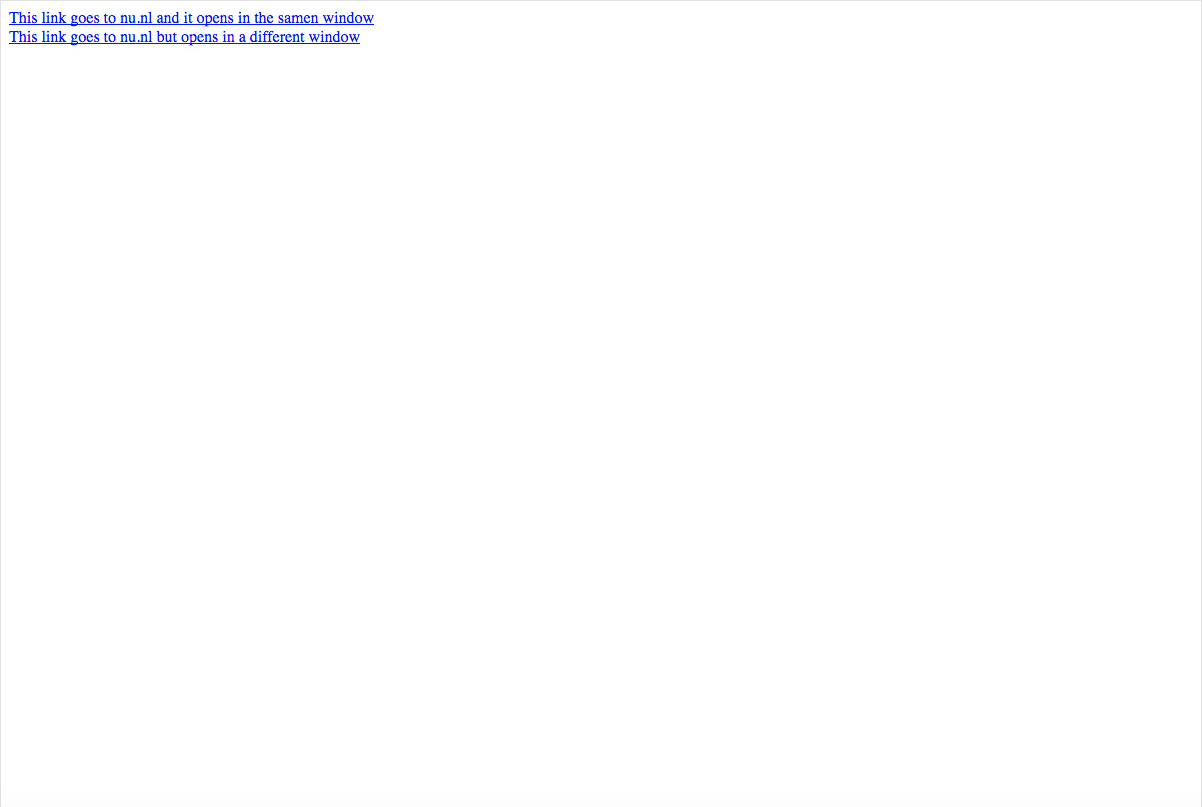 This link goes to nu.nl and it opens in the samen window
This link goes to nu.nl but opens in a different window